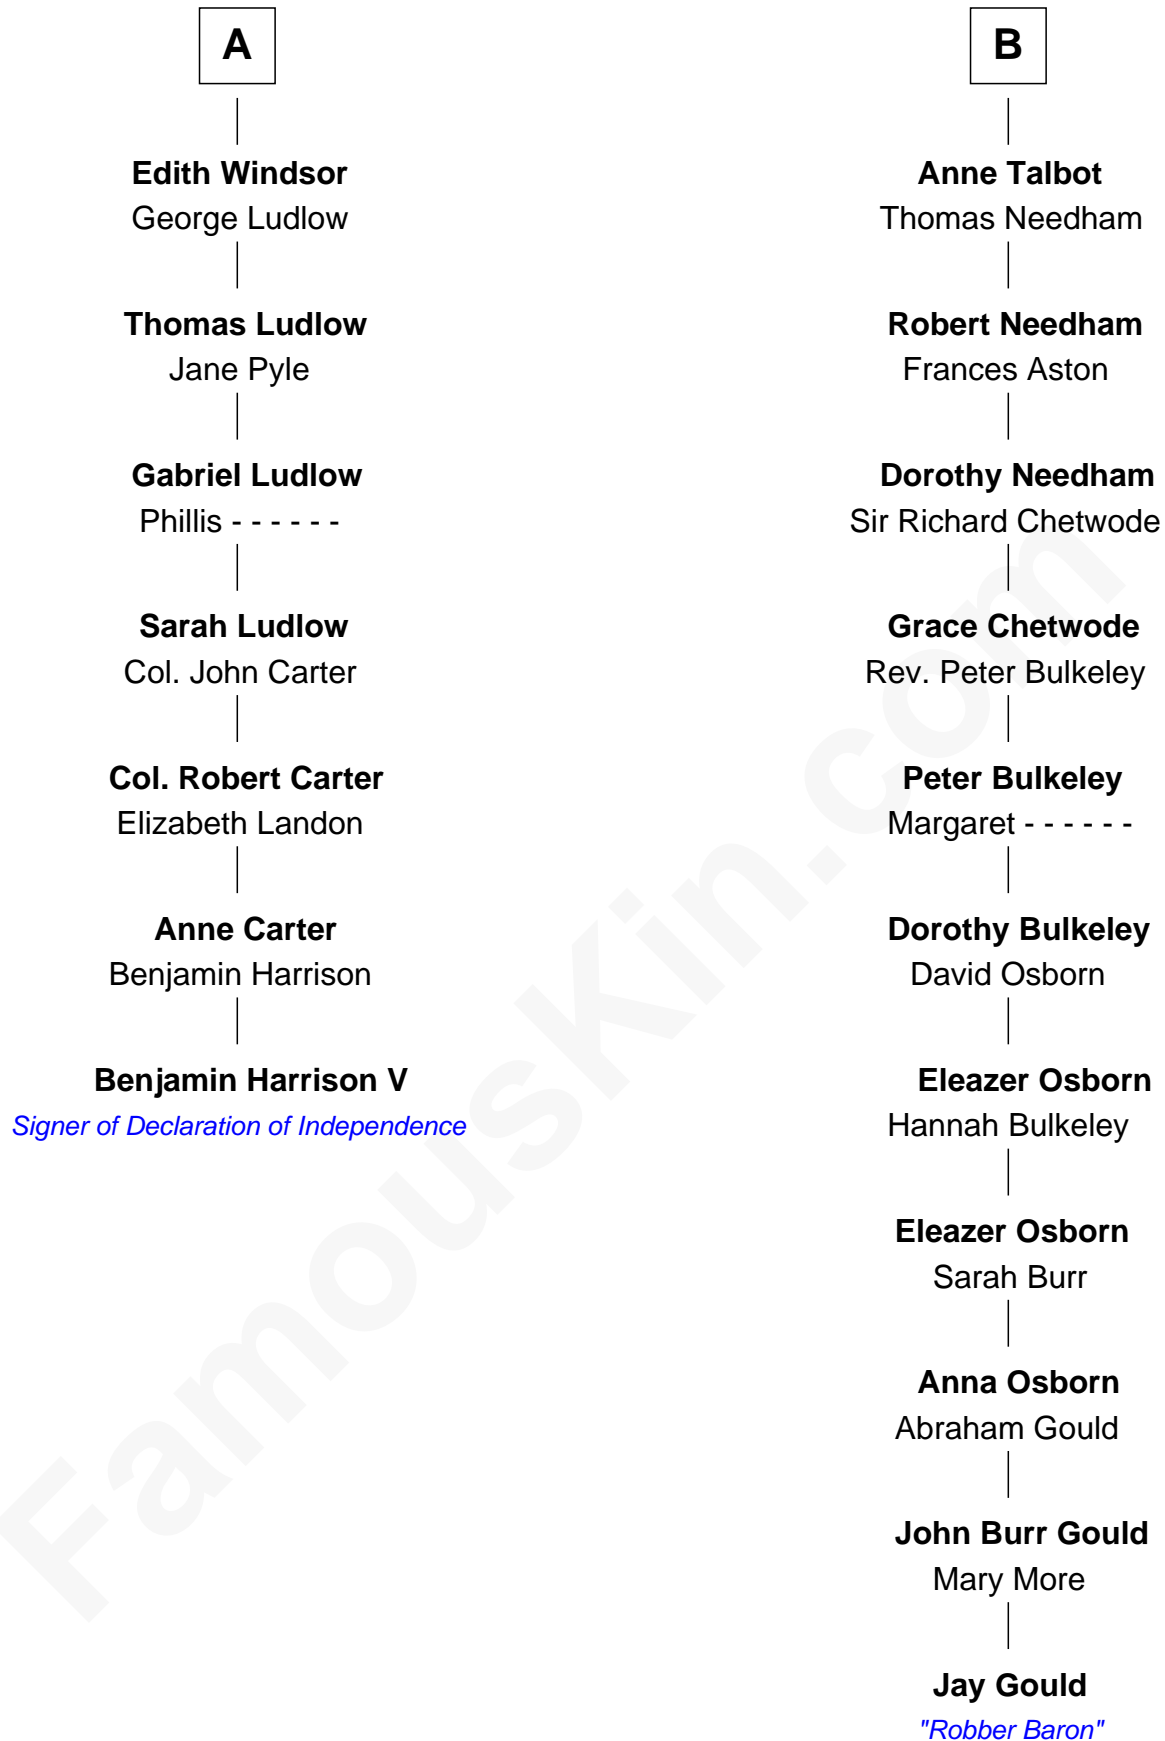 A
Edith Windsor
George Ludlow
Thomas Ludlow
Jane Pyle
Gabriel Ludlow
Phillis - - - - - -
Sarah Ludlow
Col. John Carter
Col. Robert Carter
Elizabeth Landon
Anne Carter
Benjamin Harrison
Benjamin Harrison V
Signer of Declaration of Independence
B
Anne Talbot
Thomas Needham
Robert Needham
Frances Aston
Dorothy Needham
Sir Richard Chetwode
Grace Chetwode
Rev. Peter Bulkeley
Peter Bulkeley
Margaret - - - - - -
Dorothy Bulkeley
David Osborn
Eleazer Osborn
Hannah Bulkeley
Eleazer Osborn
Sarah Burr
Anna Osborn
Abraham Gould
John Burr Gould
Mary More
Jay Gould
"Robber Baron"
FamousKin.com